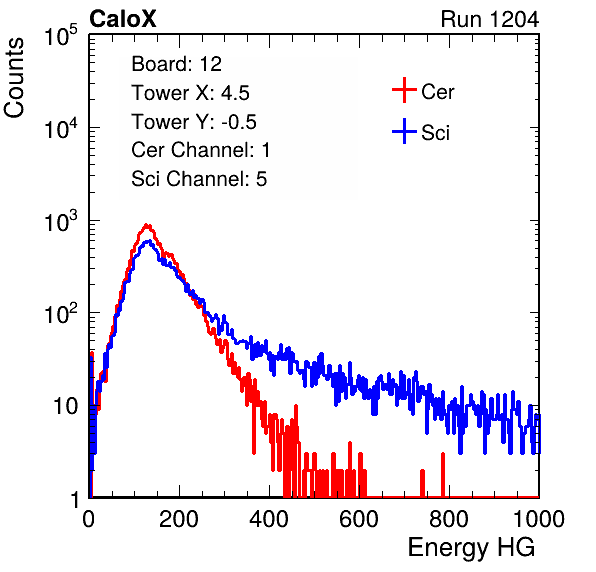 CaloX Run 1204
Counts
Board: 12
Tower X: 4.5
Tower Y: -0.5
Cer Channel: 1
Sci Channel: 5
Cer
Sci
10^5
10^4
10^3
10^2
10
1
0 200 400 600 800 1000
Energy HG